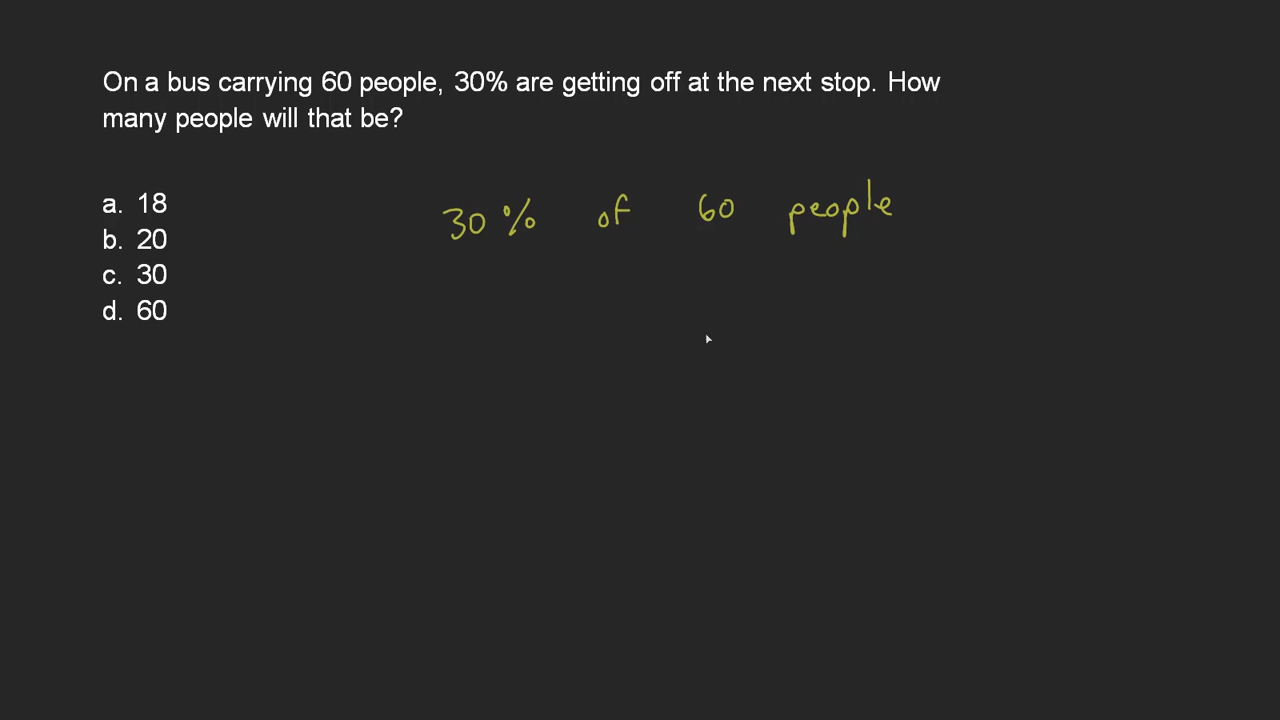 On a bus carrying 60 people, 30% are getting off at the next stop. How
many people will that be?
a. 18
b. 20
c. 30
d. 60
30% of 60 people